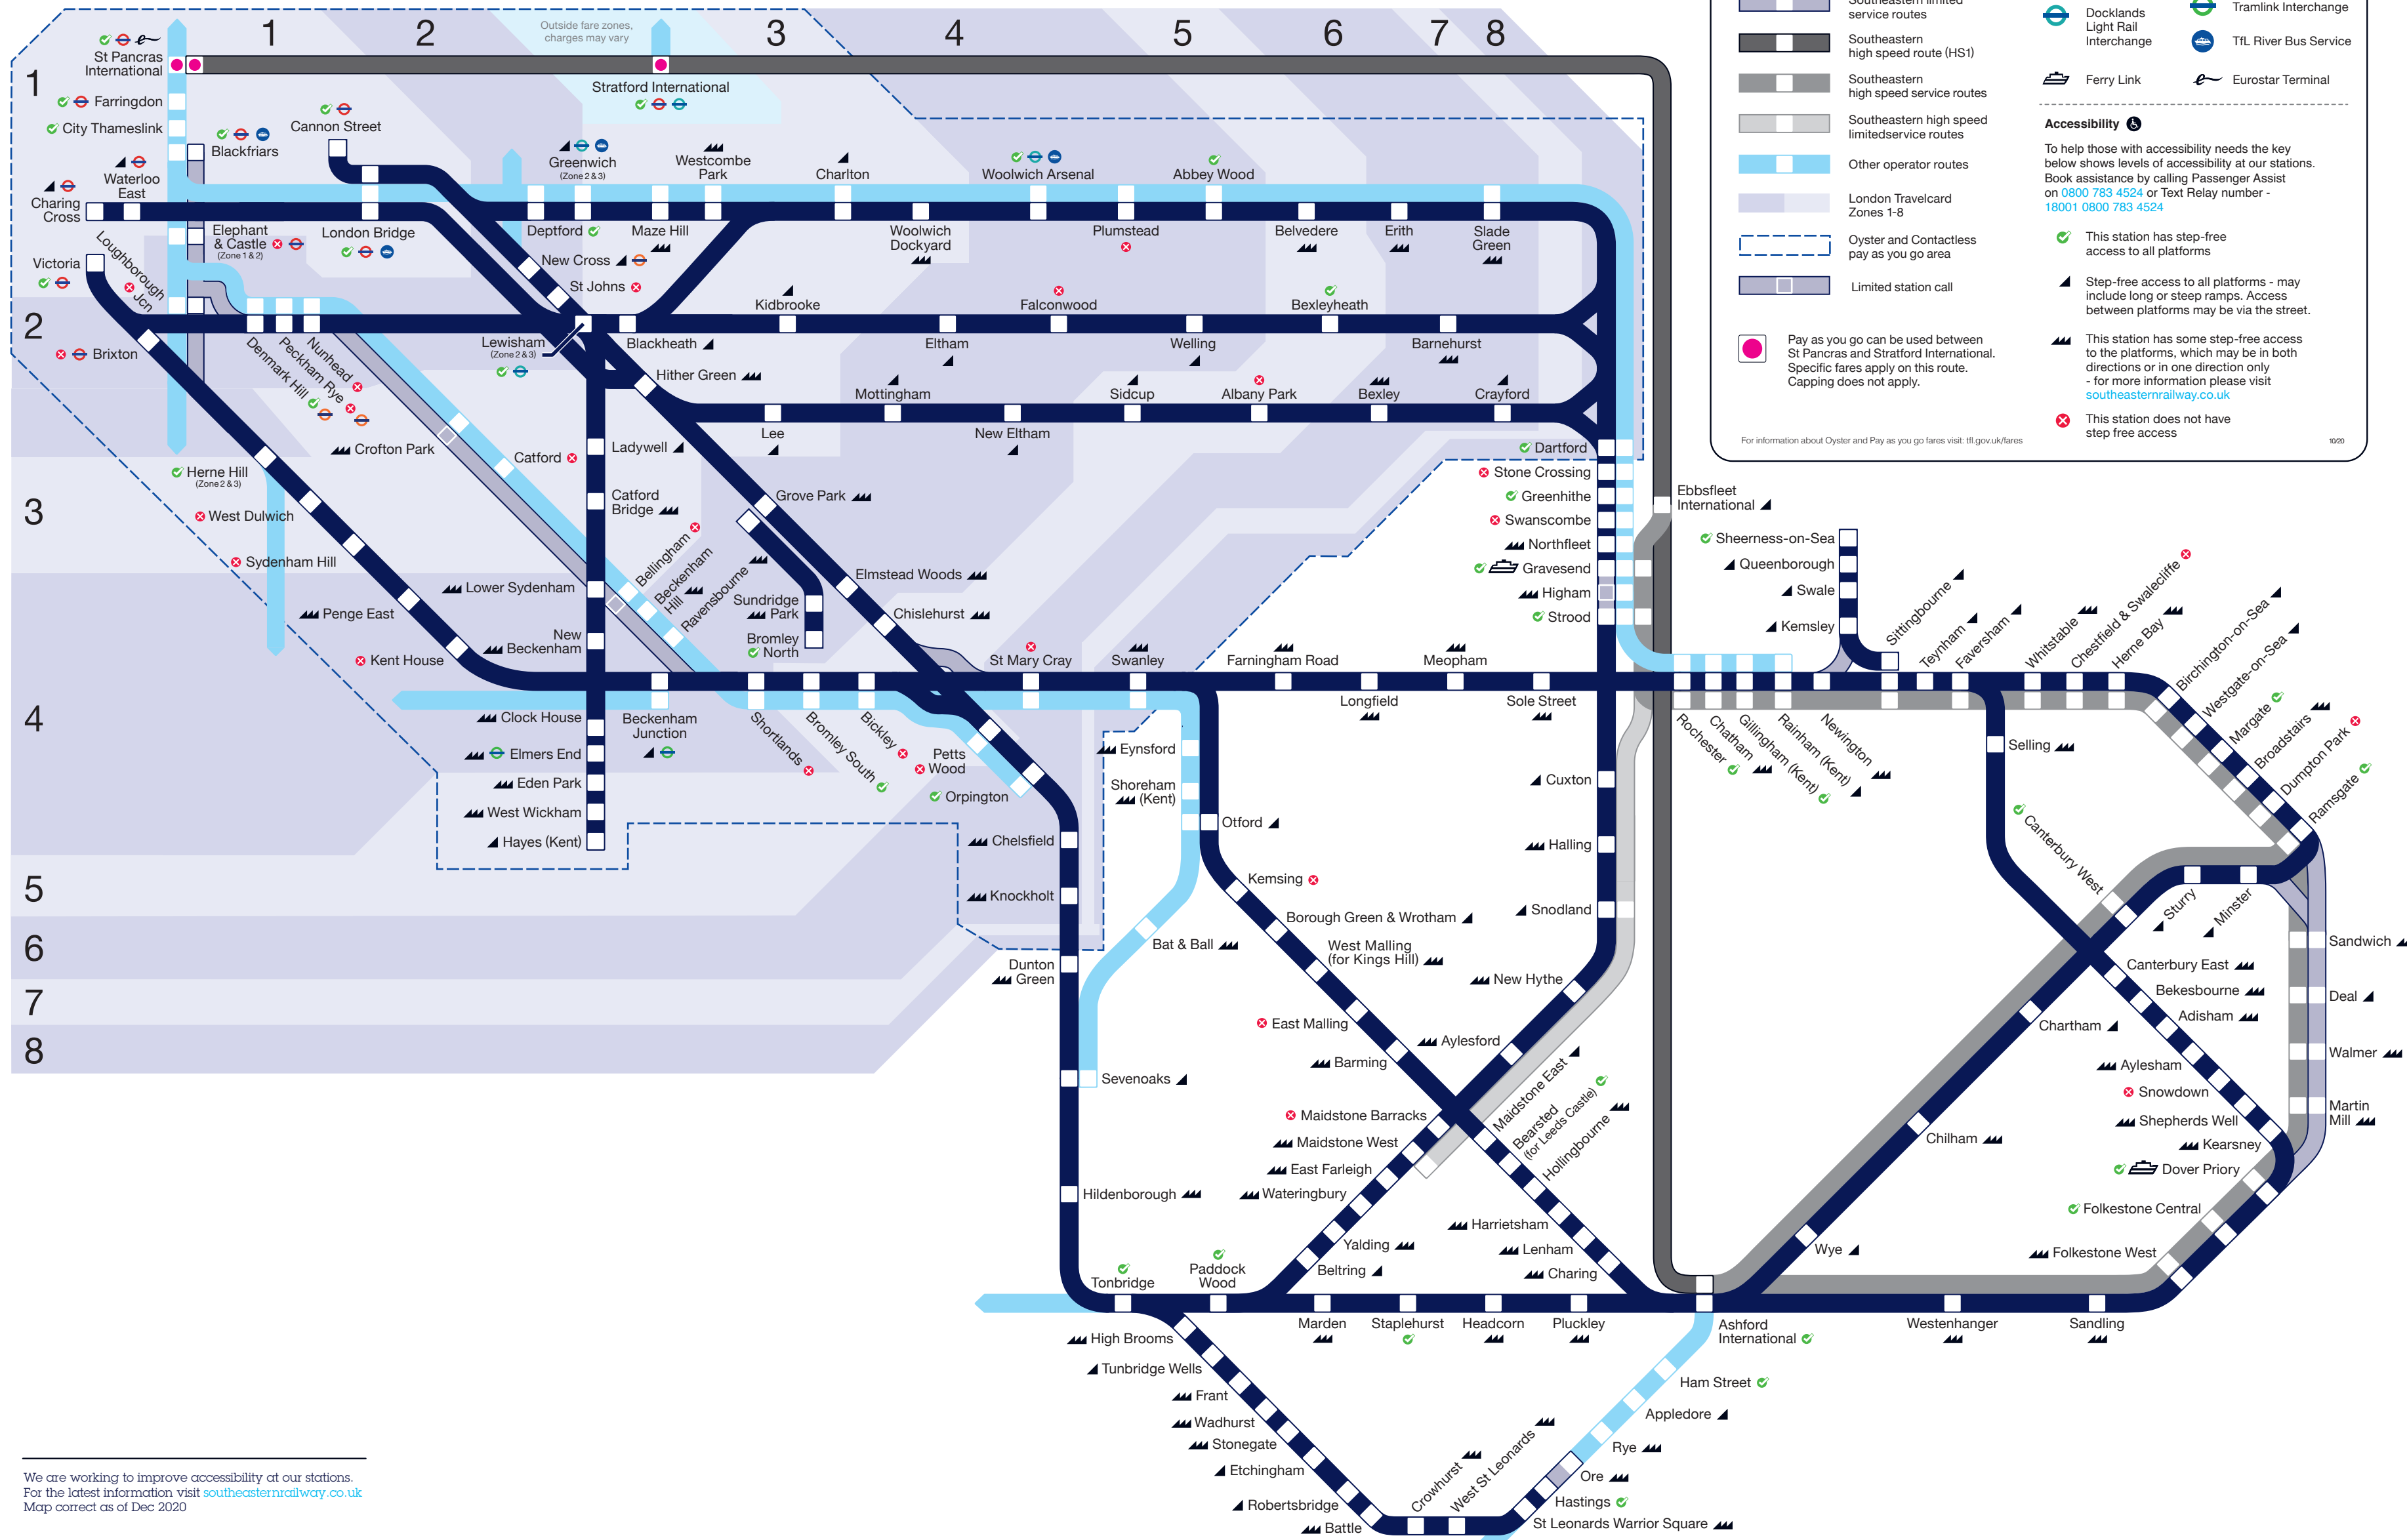 1
2
Outside fare zones,
charges may vary
3
4
5
6
7
8
St Pancras
International
1
Farringdon
City Thameslink
Blackfriars
Cannon Street
Stratford International
Waterloo
East
Charing
Cross
Elephant
& Castle
(Zone 1 & 2)
London Bridge
Greenwich
(Zone 2 & 3)
Westcombe
Park
Charlton
Woolwich Arsenal
Abbey Wood
Deptford
Maze Hill
Woolwich
Dockyard
Plumstead
Belvedere
Erith
Slade
Green
New Cross
St Johns
Victoria
Loughborough
Jcn
2
Brixton
Denmark Hill
Peckham Rye
Nunhead
Lewisham
(Zone 2 & 3)
Blackheath
Kidbrooke
Eltham
Falconwood
Welling
Bexleyheath
Barnehurst
Hither Green
Lee
Mottingham
New Eltham
Sidcup
Albany Park
Bexley
Crayford
Crofton Park
Catford
Ladywell
Catford
Bridge
Herne Hill
(Zone 2 & 3)
3
West Dulwich
Sydenham Hill
Penge East
Kent House
Bellingham
Beckenham
Hill
Ravensbourne
Lower Sydenham
New
Beckenham
Grove Park
Sundridge
Park
Bromley
North
Elmstead Woods
Chislehurst
4
Clock House
Elmers End
Eden Park
West Wickham
Hayes (Kent)
Beckenham
Junction
Shortlands
Bromley South
Bickley
Petts
Wood
Orpington
St Mary Cray
Swanley
Farningham Road
Longfield
Meopham
Sole Street
Dartford
Stone Crossing
Greenhithe
Swanscombe
Northfleet
Gravesend
Higham
Strood
Ebbsfleet
International
Sheerness-on-Sea
Queenborough
Swale
Kemsley
Sittingbourne
Teynham
Faversham
Whitstable
Chestfield & Swalecliffe
Herne Bay
Birchington-on-Sea
Westgate-on-Sea
Margate
Broadstairs
Dumpton Park
Ramsgate
Rochester
Chatham
Gillingham (Kent)
Rainham (Kent)
Newington
Selling
Canterbury West
Sturry
Minster
Sandwich
Deal
Walmer
Martin
Mill
Canterbury East
Bekesbourne
Adisham
Aylesham
Snowdown
Shepherds Well
Kearsney
Dover Priory
Folkestone Central
Folkestone West
Chartham
Chilham
Wye
5
6
7
8
Chelsfield
Knockholt
Dunton
Green
Sevenoaks
Hildenborough
Eynsford
Shoreham
(Kent)
Otford
Bat & Ball
Kemsing
Borough Green & Wrotham
West Malling
(for Kings Hill)
East Malling
Barming
Maidstone East
Bearsted
(for Leeds Castle)
Hollingbourne
Harrietsham
Lenham
Charing
Cuxton
Halling
Snodland
New Hythe
Aylesford
Maidstone Barracks
Maidstone West
East Farleigh
Wateringbury
Yalding
Beltring
Tonbridge
Paddock
Wood
Marden
Staplehurst
Headcorn
Pluckley
Ashford
International
Westenhanger
Sandling
High Brooms
Tunbridge Wells
Frant
Wadhurst
Stonegate
Etchingham
Robertsbridge
Battle
Crowhurst
West St Leonards
St Leonards Warrior Square
Hastings
Ore
Rye
Appledore
Ham Street
Southeastern limited
service routes
Southeastern
high speed route (HS1)
Southeastern
high speed service routes
Southeastern high speed
limitedservice routes
Other operator routes
London Travelcard
Zones 1-8
Oyster and Contactless
pay as you go area
Limited station call
Pay as you go can be used between
St Pancras and Stratford International.
Specific fares apply on this route.
Capping does not apply.
For information about Oyster and Pay as you go fares visit: tfl.gov.uk/fares
Docklands
Light Rail
Interchange
Tramlink Interchange
TfL River Bus Service
Ferry Link
Eurostar Terminal
Accessibility
To help those with accessibility needs the key
below shows levels of accessibility at our stations.
Book assistance by calling Passenger Assist
on 0800 783 4524 or Text Relay number -
18001 0800 783 4524
This station has step-free
access to all platforms
Step-free access to all platforms - may
include long or steep ramps. Access
between platforms may be via the street.
This station has some step-free access
to the platforms, which may be in both
directions or in one direction only
- for more information please visit
southeasternrailway.co.uk
This station does not have
step free access
10/20
We are working to improve accessibility at our stations.
For the latest information visit southeasternrailway.co.uk
Map correct as of Dec 2020